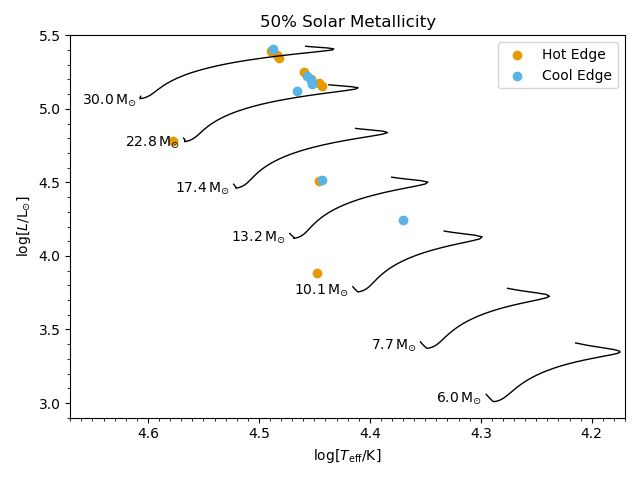 50% Solar Metallicity
Hot Edge
Cool Edge
5.5
5.0
4.5
4.0
3.5
3.0
log[L/L⊙]
30.0 M⊙
22.8 M⊙
17.4 M⊙
13.2 M⊙
10.1 M⊙
7.7 M⊙
6.0 M⊙
4.6 4.5 4.4 4.3 4.2
log[Teff/K]